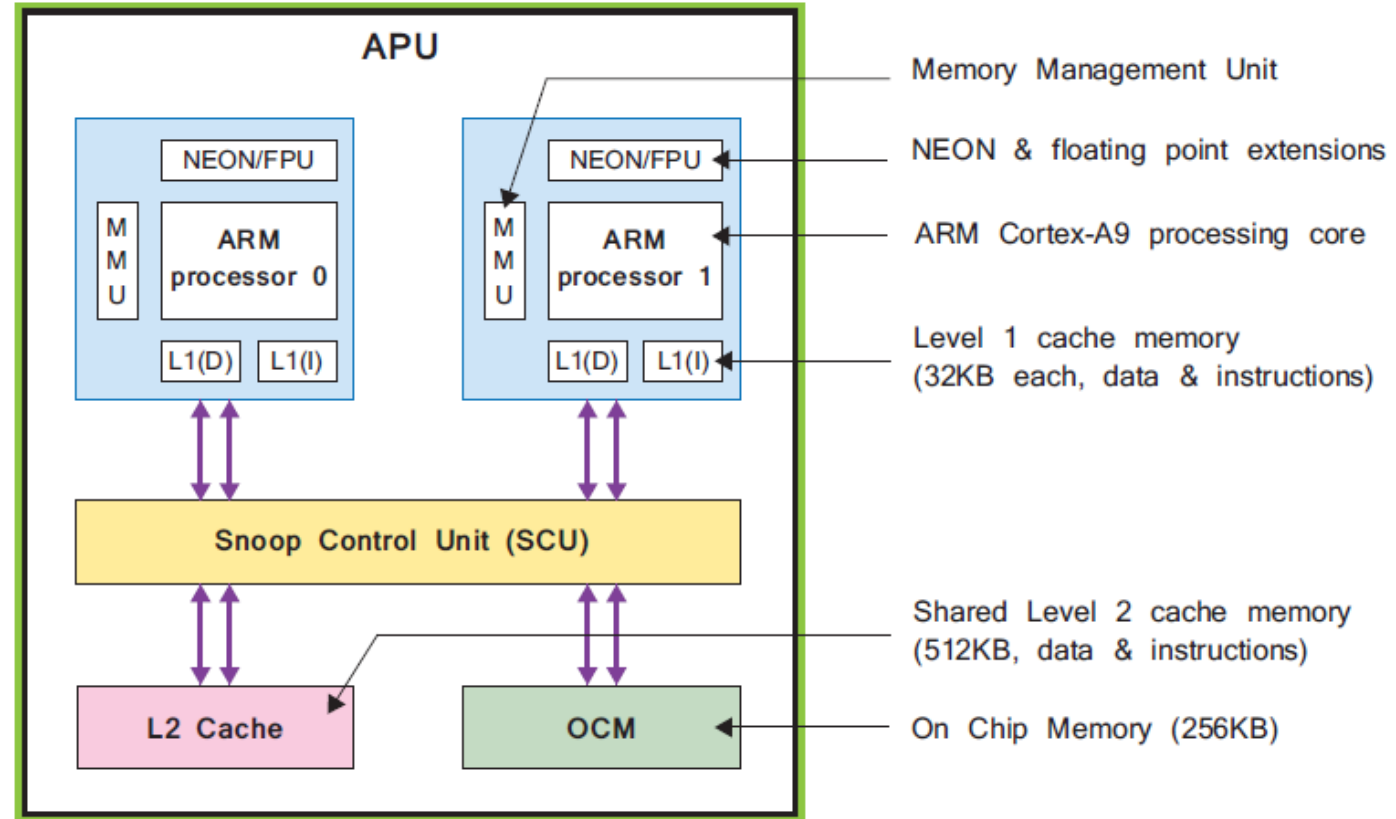 APU
NEON/FPU
M
M
U
ARM
processor 0
L1(D)
L1(I)
NEON/FPU
M
M
U
ARM
processor 1
L1(D)
L1(I)
Snoop Control Unit (SCU)
L2 Cache
OCM
Memory Management Unit
NEON & floating point extensions
ARM Cortex-A9 processing core
Level 1 cache memory
(32KB each, data & instructions)
Shared Level 2 cache memory
(512KB, data & instructions)
On Chip Memory (256KB)